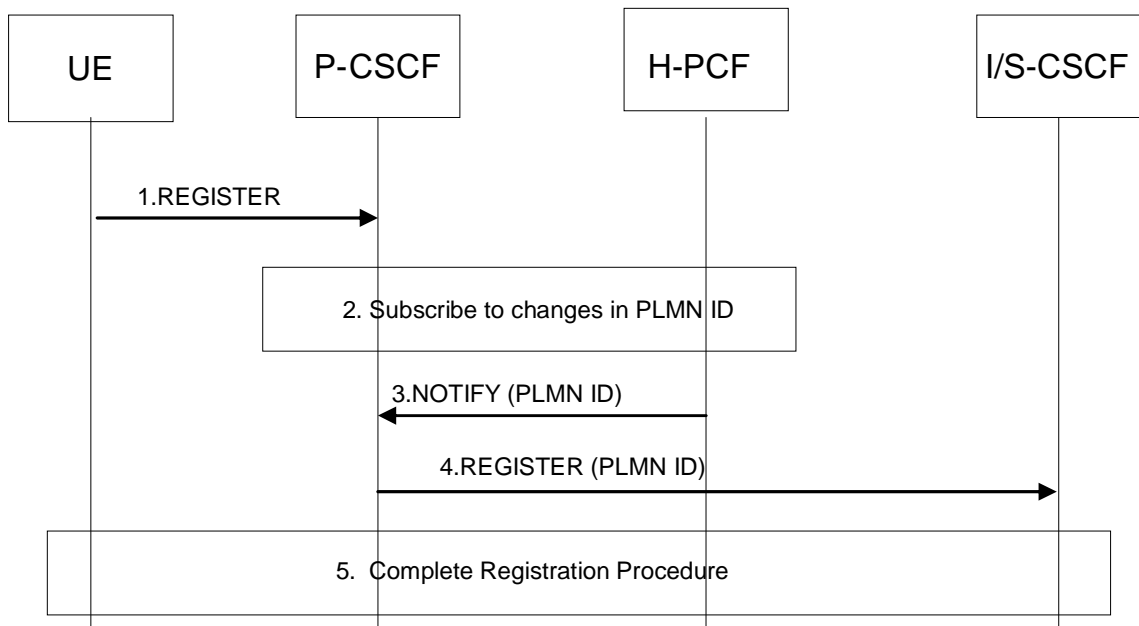 UE
P-CSCF
H-PCF
I/S-CSCF
1.REGISTER
2. Subscribe to changes in PLMN ID
3.NOTIFY (PLMN ID)
4.REGISTER (PLMN ID)
5. Complete Registration Procedure